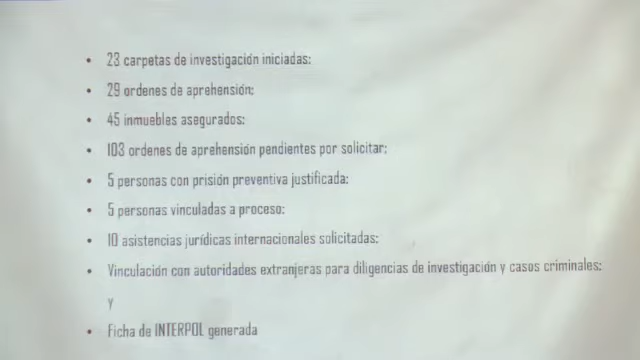 • 23 carpetas de investigación iniciadas;
• 29 ordenes de aprehensión;
• 45 inmuebles asegurados;
• 103 ordenes de aprehensión pendientes por solicitar;
• 5 personas con prisión preventiva justificada;
• 5 personas vinculadas a proceso;
• 10 asistencias jurídicas internacionales solicitadas;
• Vinculación con autoridades extranjeras para diligencias de investigación y casos criminales;
y
• Ficha de INTERPOL generada